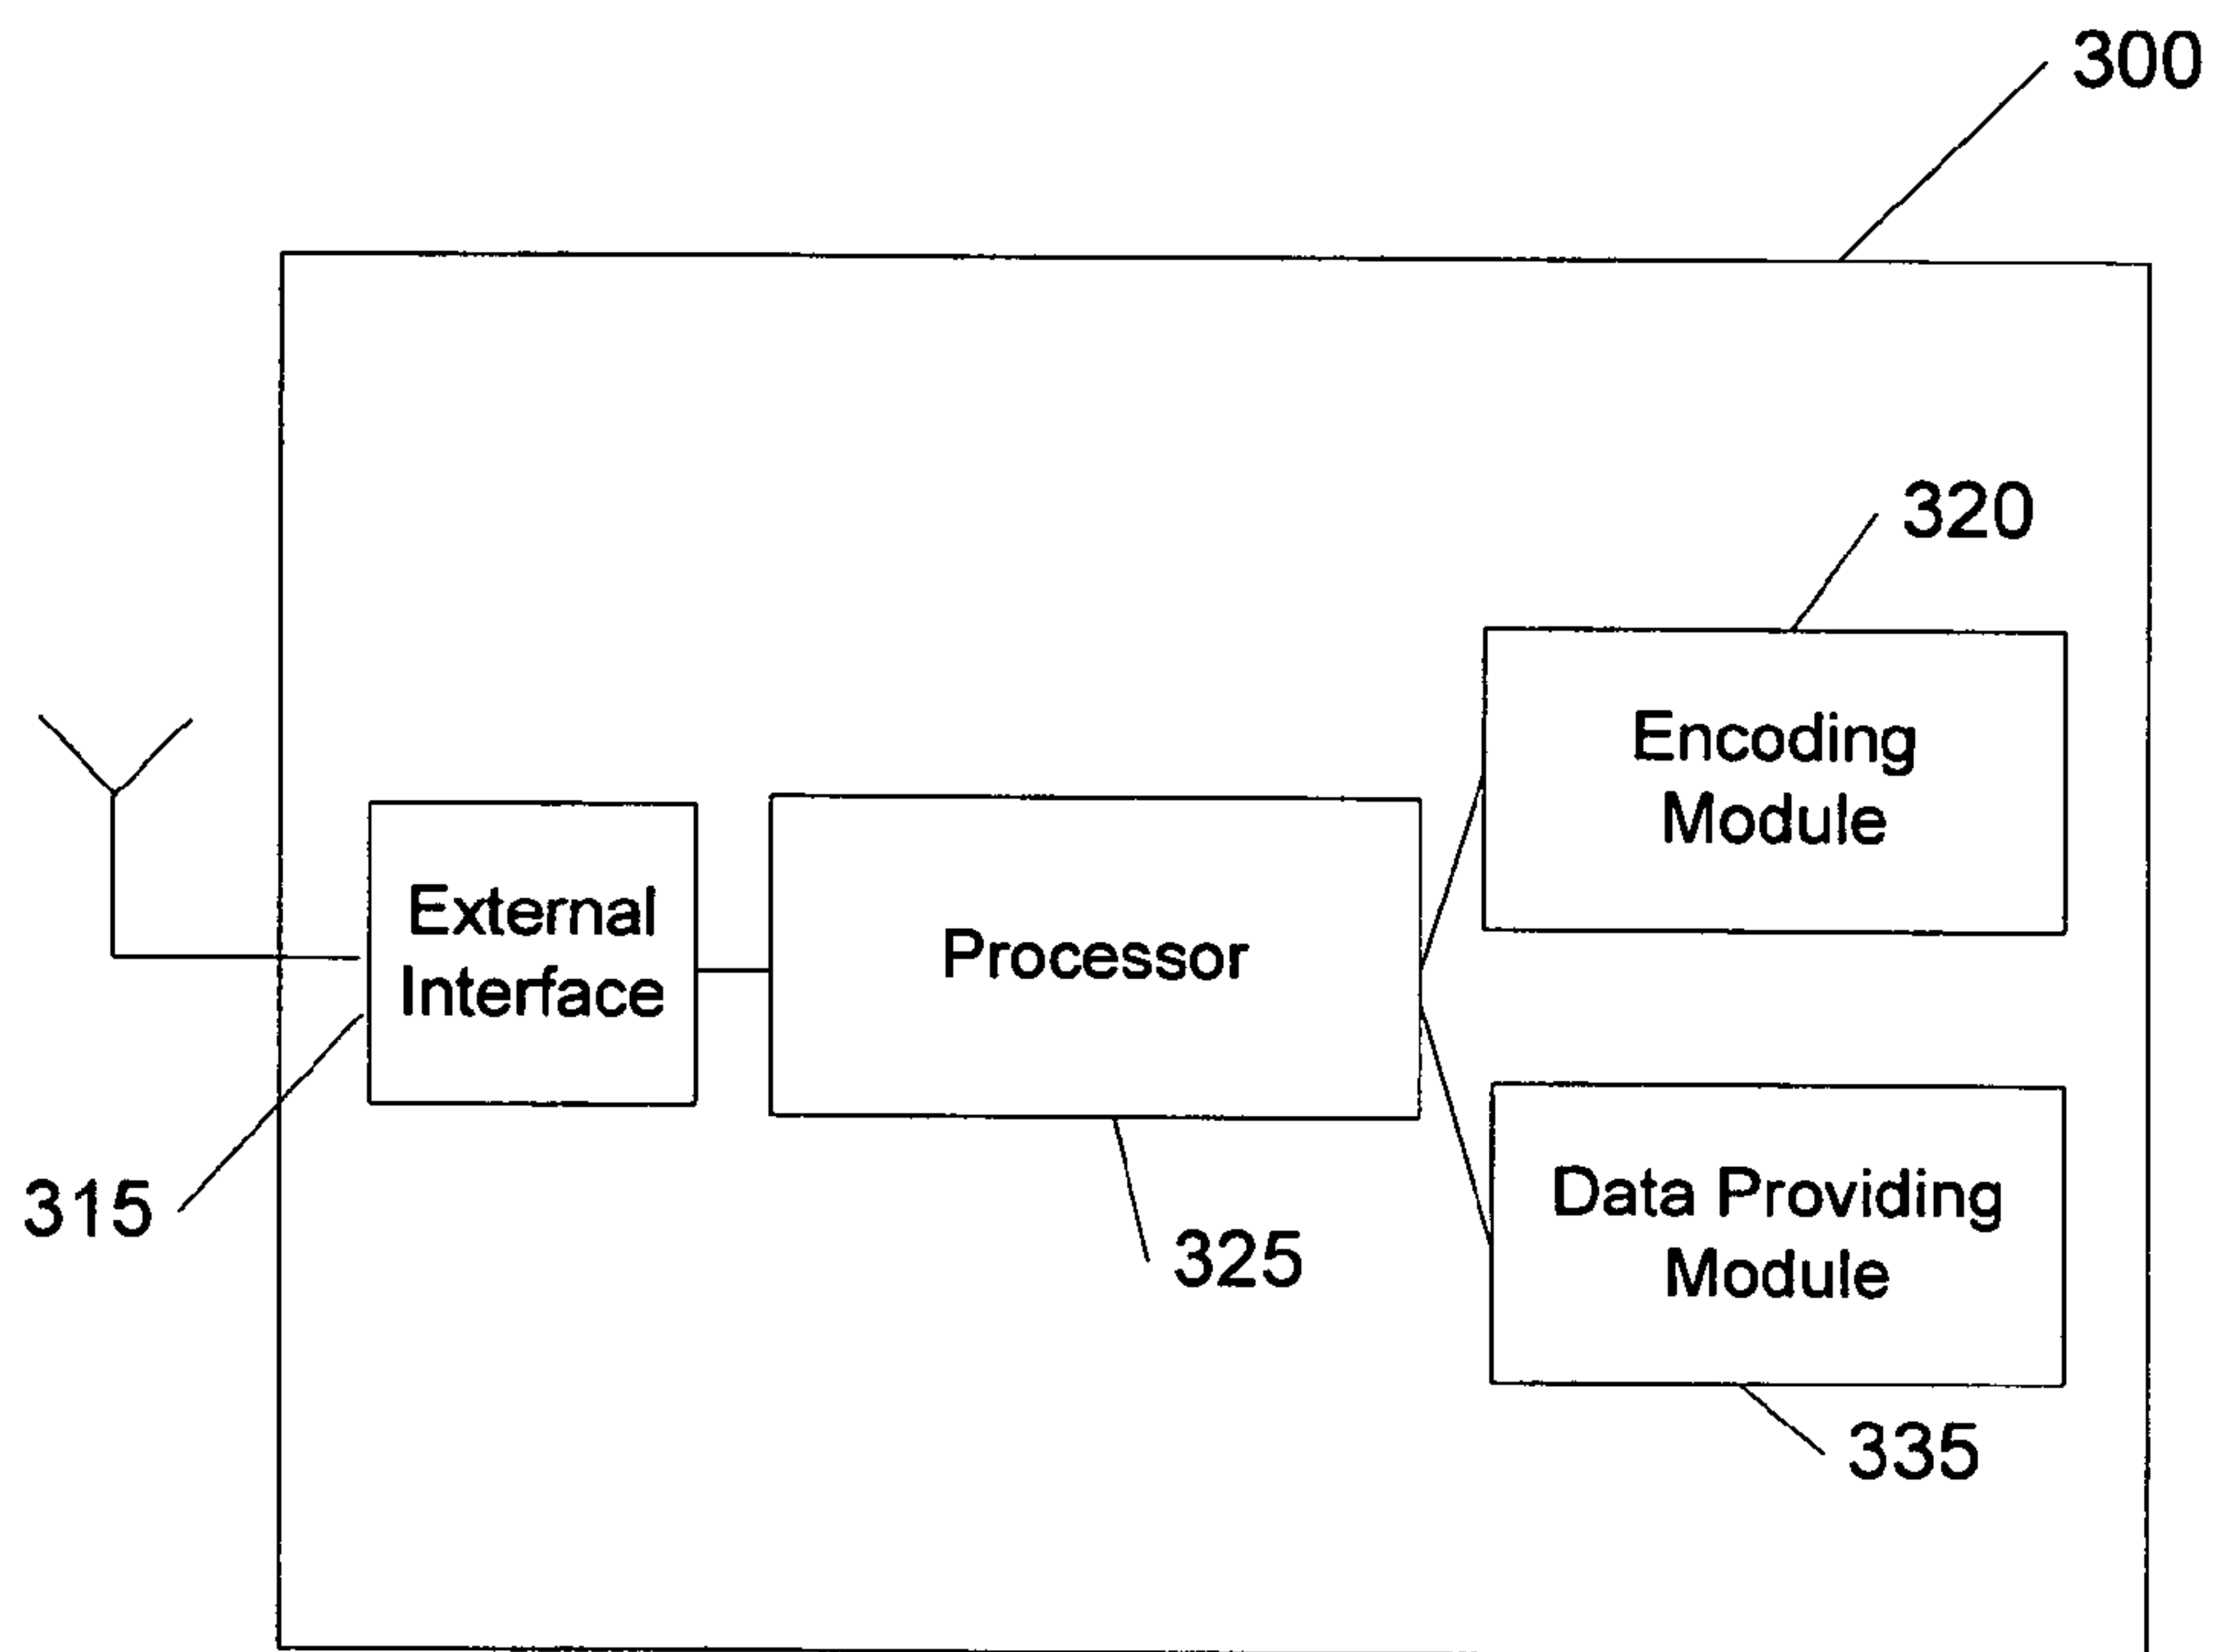 300
320
Encoding
Module
External
Interface
Processor
315
325
Data Providing
Module
335